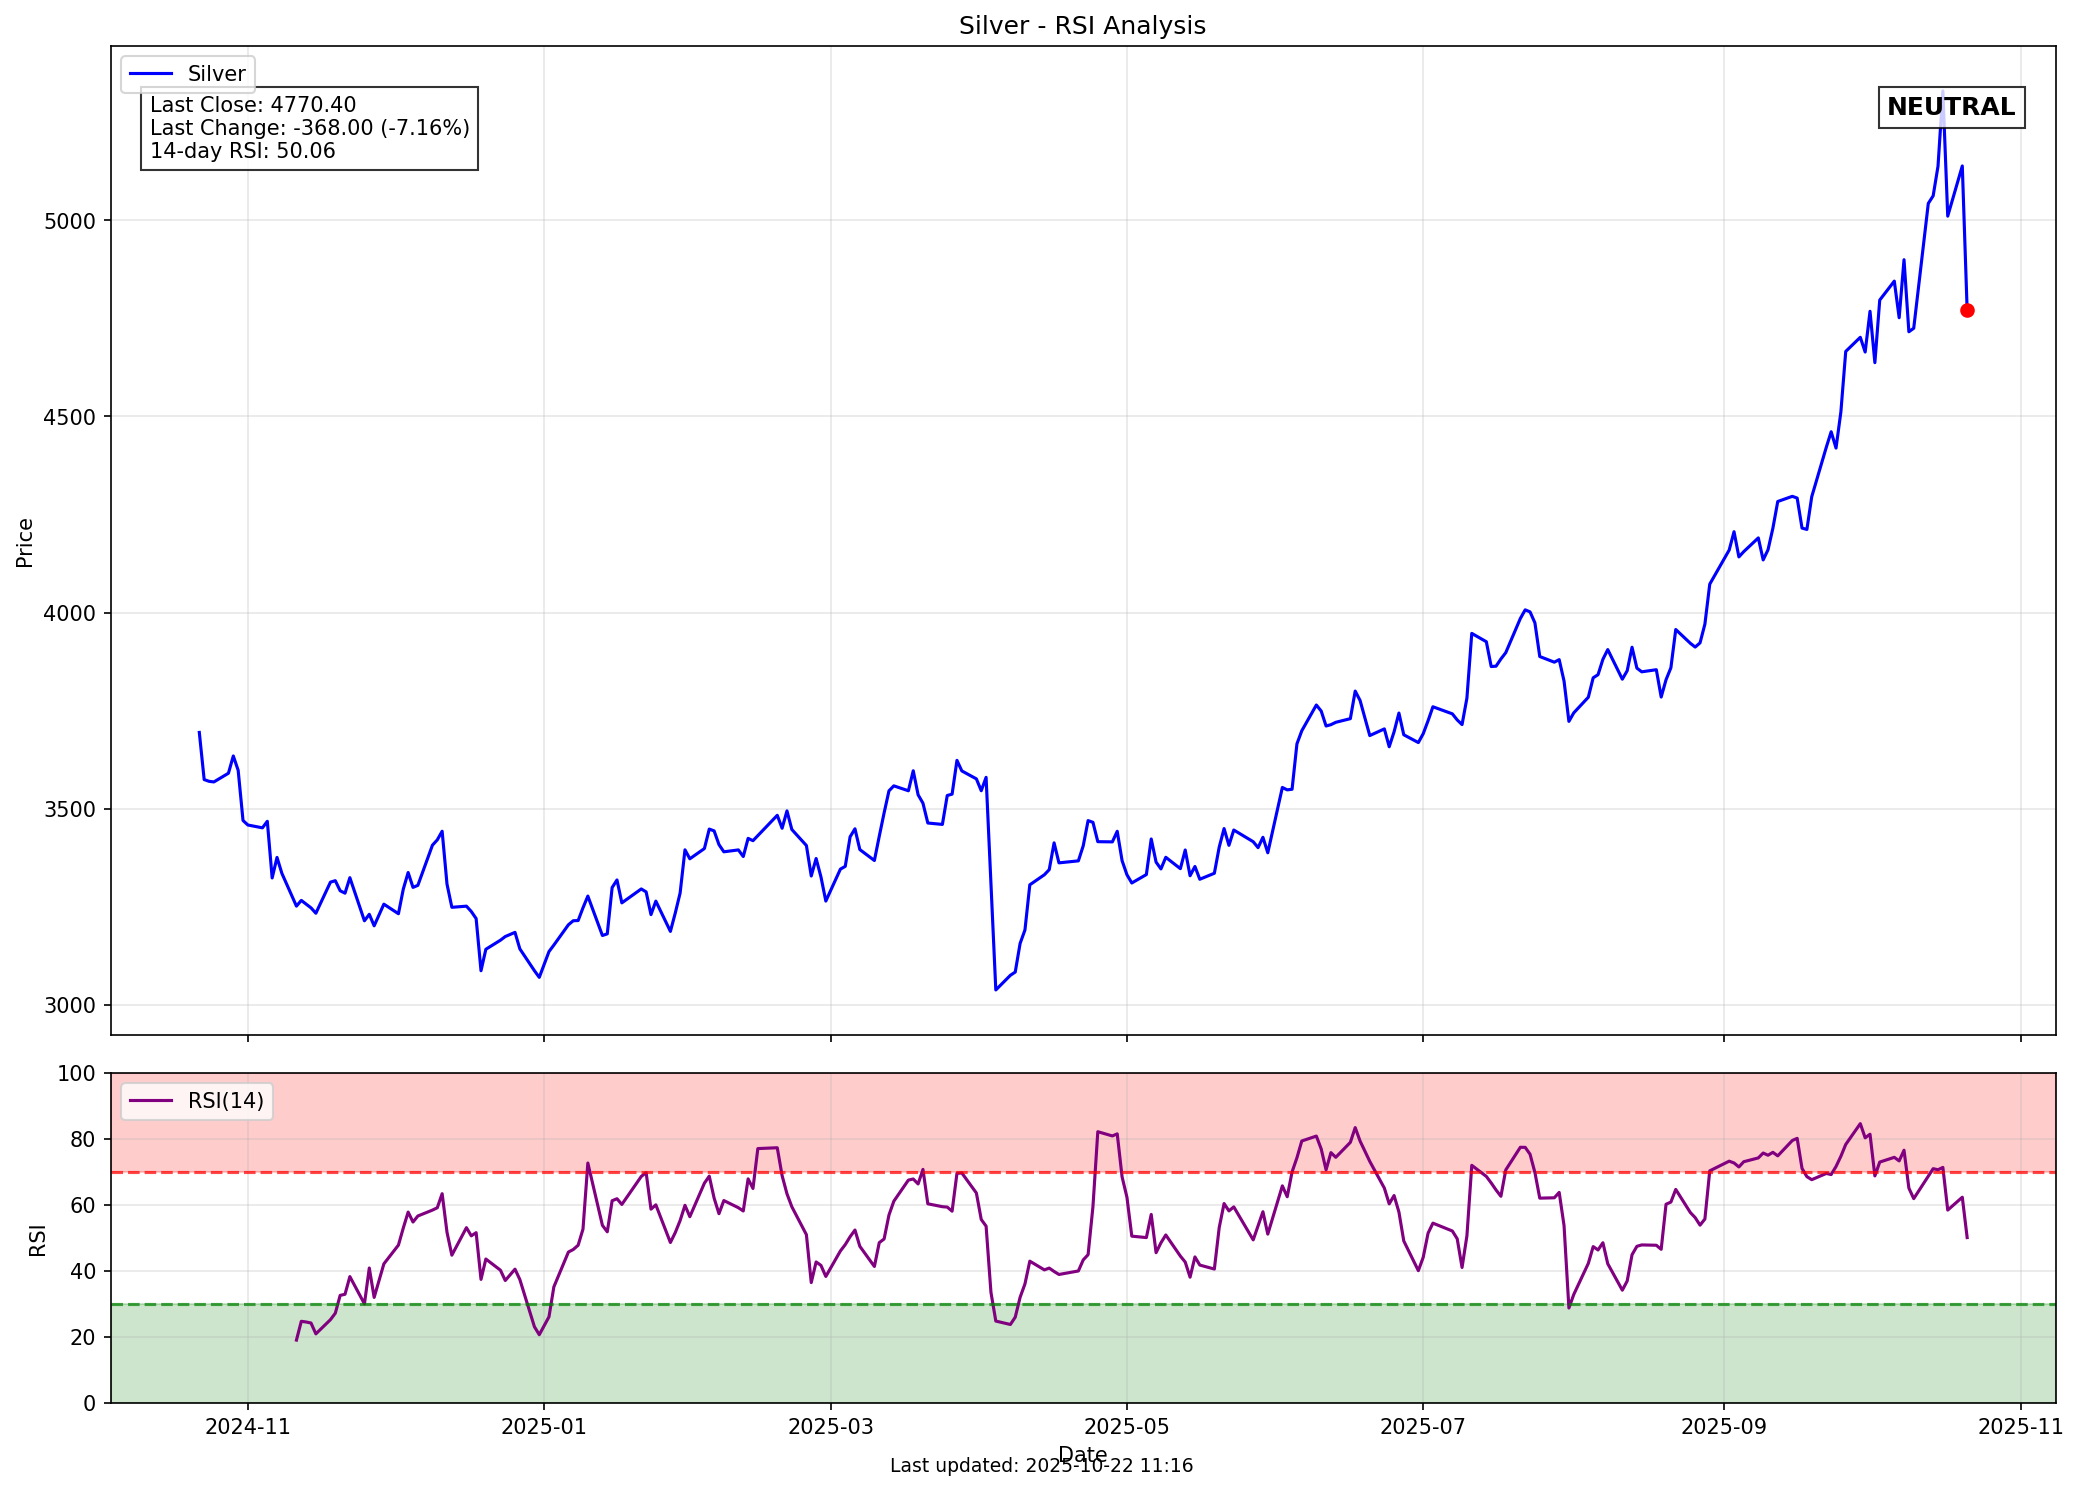 Silver - RSI Analysis
Silver
Last Close: 4770.40
Last Change: -368.00 (-7.16%)
14-day RSI: 50.06
NEUTRAL
Price
5000
4500
4000
3500
3000
RSI(14)
RSI
100
80
60
40
20
0
2024-11 2025-01 2025-03 2025-05 2025-07 2025-09 2025-11
Date
Last updated: 2025-10-22 11:16